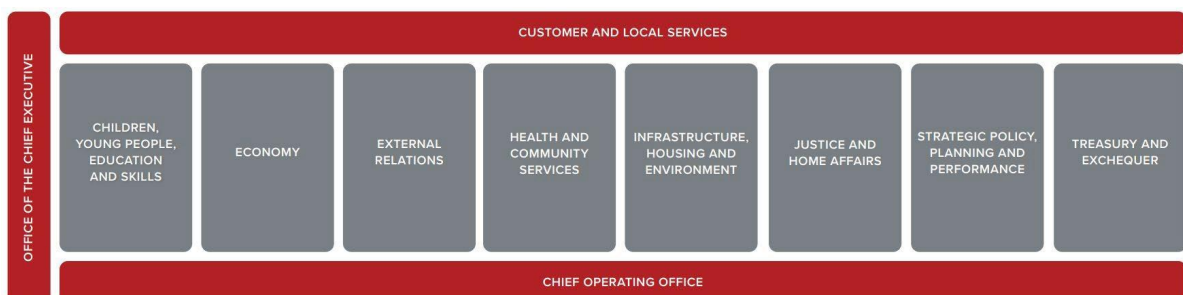 OFFICE OF THE CHIEF EXECUTIVE
CUSTOMER AND LOCAL SERVICES
CHILDREN,
YOUNG PEOPLE,
EDUCATION
AND SKILLS
ECONOMY
EXTERNAL
RELATIONS
HEALTH AND
COMMUNITY
SERVICES
INFRASTRUCTURE,
HOUSING AND
ENVIRONMENT
JUSTICE AND
HOME AFFAIRS
STRATEGIC POLICY,
PLANNING AND
PERFORMANCE
TREASURY AND
EXCHEQUER
CHIEF OPERATING OFFICE